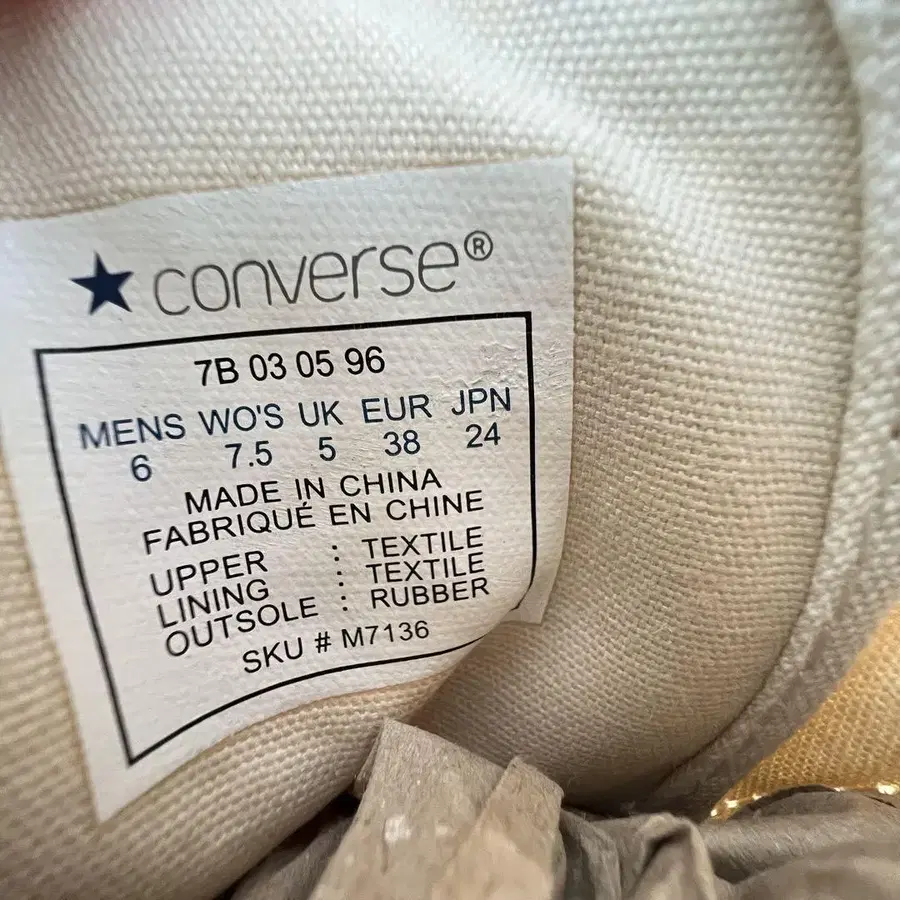 converse®
7B 03 05 96
MENS WO'S UK EUR JPN
6 7.5 5 38 24
MADE IN CHINA
FABRIQUÉ EN CHINE
UPPER : TEXTILE
LINING : TEXTILE
OUTSOLE : RUBBER
SKU # M7136